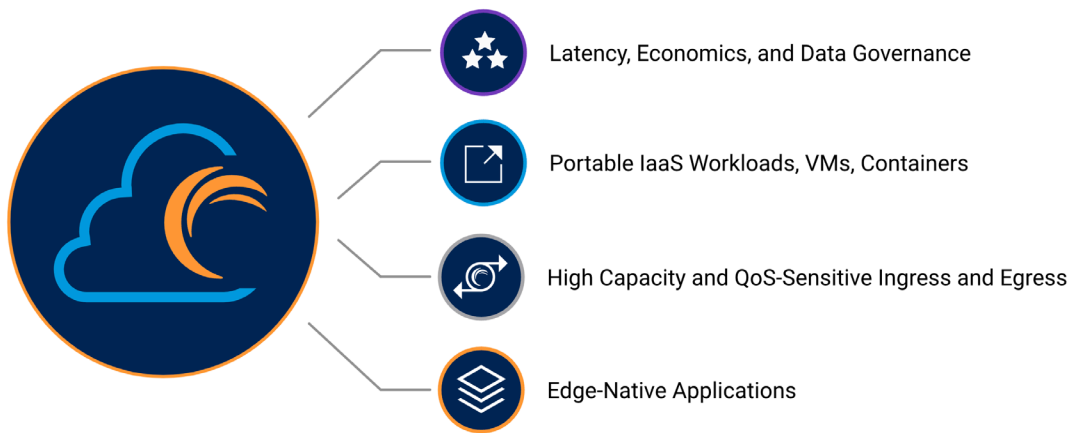 Latency, Economics, and Data Governance
Portable IaaS Workloads, VMs, Containers
High Capacity and QoS-Sensitive Ingress and Egress
Edge-Native Applications